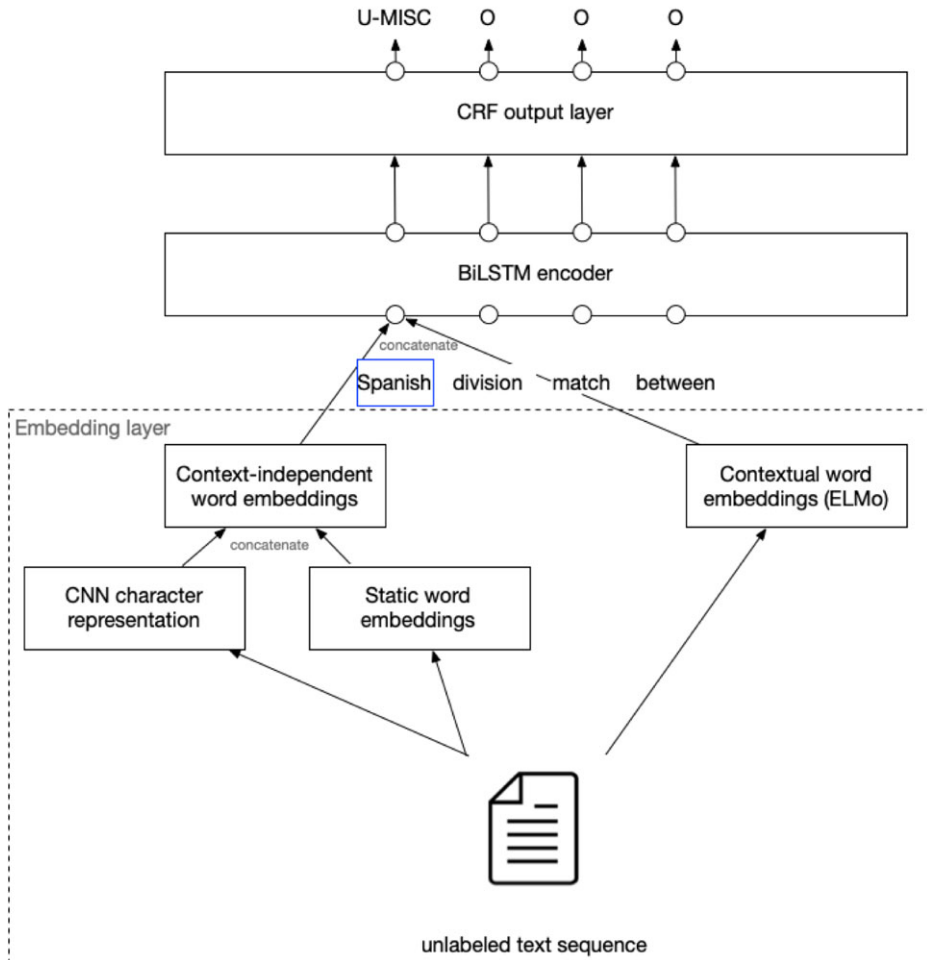 U-MISC O O O
CRF output layer
BiLSTM encoder
concatenate
Spanish division match between
Embedding layer
Context-independent
word embeddings
Contextual word
embeddings (ELMo)
concatenate
CNN character
representation
Static word
embeddings
unlabeled text sequence